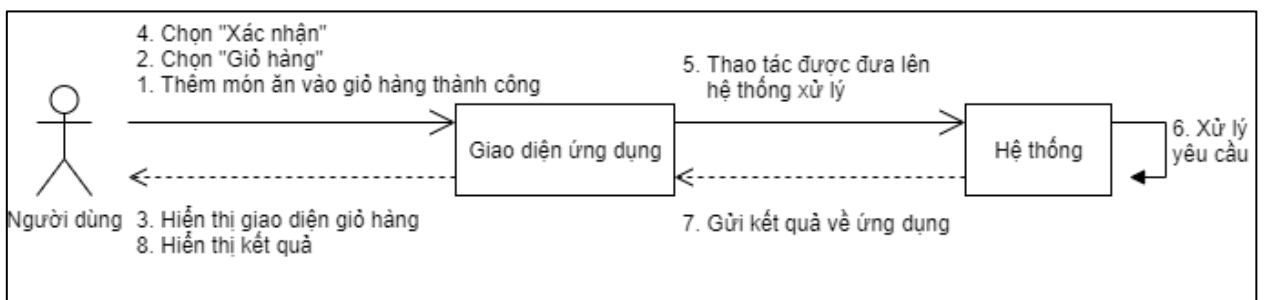 4. Chọn "Xác nhận"
2. Chọn "Giỏ hàng"
1. Thêm món ăn vào giỏ hàng thành công
5. Thao tác được đưa lên
hệ thống xử lý
Giao diện ứng dụng
Hệ thống
6. Xử lý
yêu cầu
Người dùng
3. Hiển thị giao diện giỏ hàng
8. Hiển thị kết quả
7. Gửi kết quả về ứng dụng